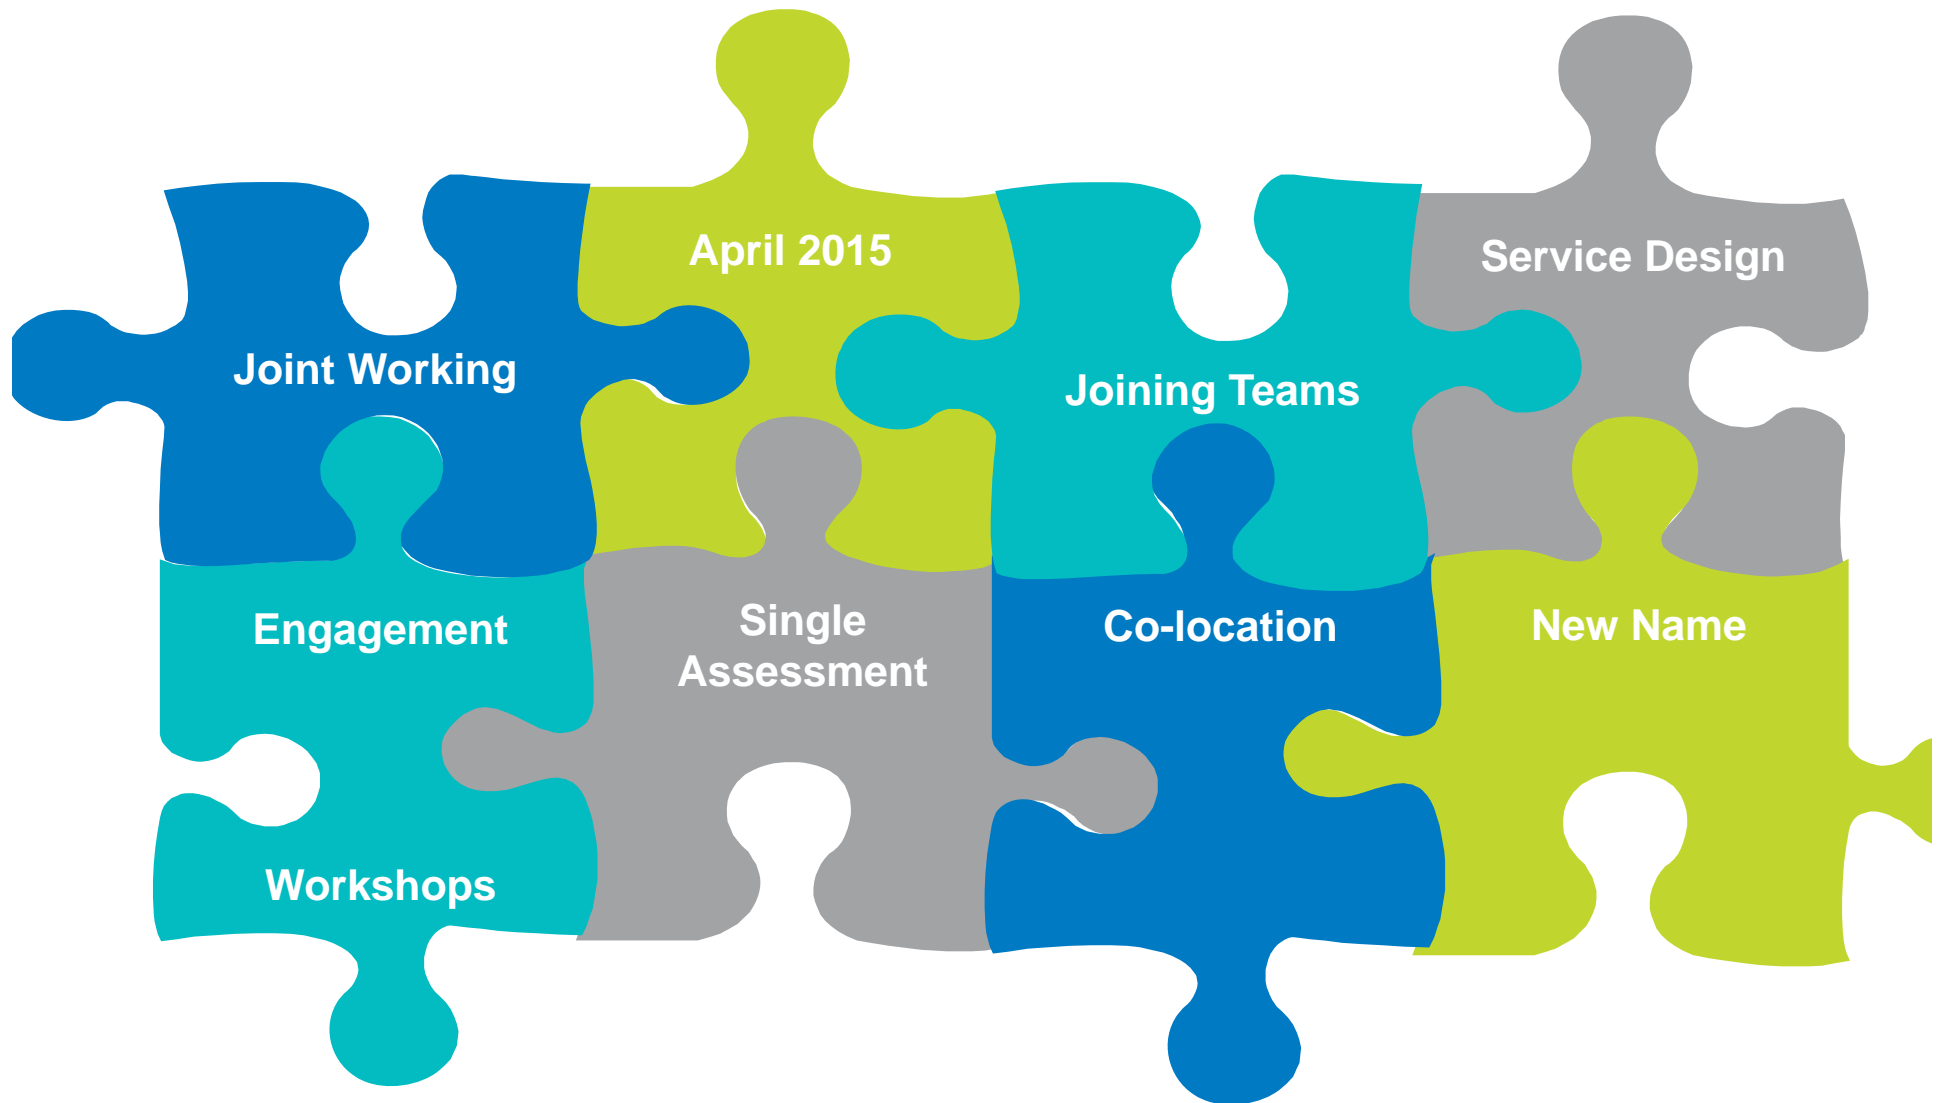 April 2015
Service Design
Joint Working
Joining Teams
Engagement
Single
Assessment
Co-location
New Name
Workshops